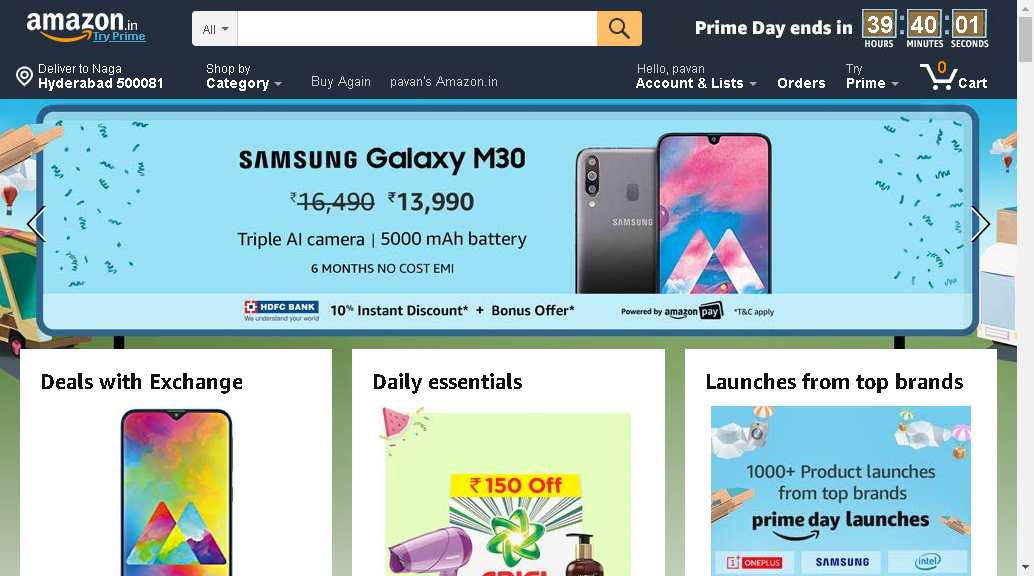 amazon.in
Try Prime
All
Prime Day ends in 39 : 40 : 01
HOURS MINUTES SECONDS
Deliver to Naga
Hyderabad 500081
Shop by
Category
Buy Again
pavan's Amazon.in
Hello, pavan
Account & Lists
Orders
Try
Prime
0
Cart
SAMSUNG Galaxy M30
₹16,490 ₹13,990
Triple AI camera | 5000 mAh battery
6 MONTHS NO COST EMI
SAMSUNG
HDFC BANK
We understand your world
10% Instant Discount* + Bonus Offer*
Powered by amazon pay
*T&C apply
Deals with Exchange
Daily essentials
₹150 Off
Launches from top brands
1000+ Product launches
from top brands
prime day launches
1+ ONEPLUS
SAMSUNG
intel